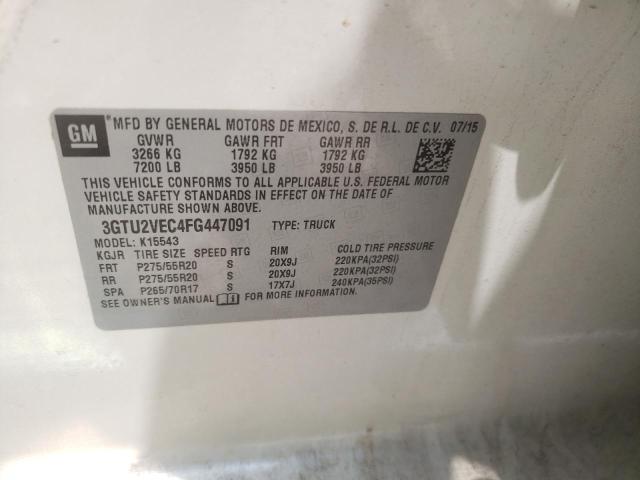 GM
MFD BY GENERAL MOTORS DE MEXICO, S. DE R.L. DE C.V. 07/15
GVWR GAWR FRT GAWR RR
3266 KG 1792 KG 1792 KG
7200 LB 3950 LB 3950 LB
THIS VEHICLE CONFORMS TO ALL APPLICABLE U.S. FEDERAL MOTOR
VEHICLE SAFETY STANDARDS IN EFFECT ON THE DATE OF
MANUFACTURE SHOWN ABOVE.
3GTU2VEC4FG447091 TYPE: TRUCK
MODEL: K15543
KGJR TIRE SIZE SPEED RTG RIM COLD TIRE PRESSURE
FRT P275/55R20 S 20X9J 220KPA(32PSI)
RR P275/55R20 S 20X9J 220KPA(32PSI)
SPA P265/70R17 S 17X7J 240KPA(35PSI)
SEE OWNER'S MANUAL FOR MORE INFORMATION.